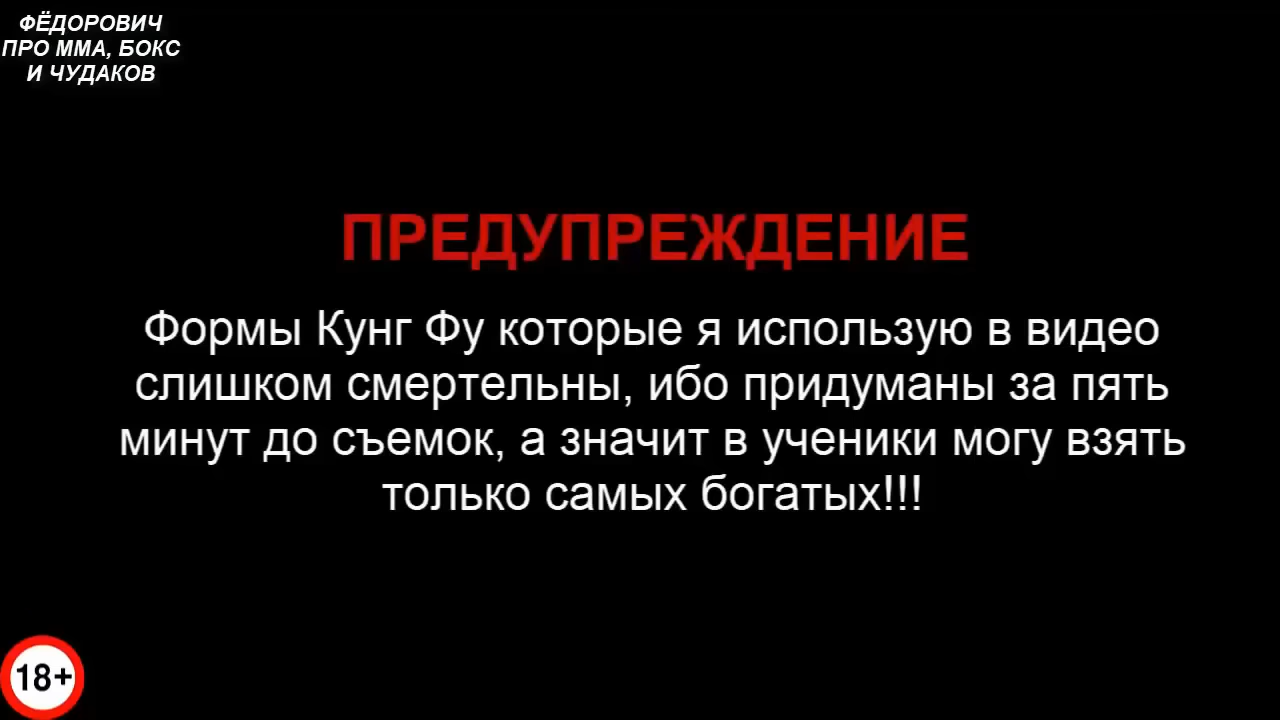 ФЁДОРОВИЧ
ПРО ММА, БОКС
И ЧУДАКОВ
ПРЕДУПРЕЖДЕНИЕ
Формы Кунг Фу которые я использую в видео
слишком смертельны, ибо придуманы за пять
минут до съемок, а значит в ученики могу взять
только самых богатых!!!
18+